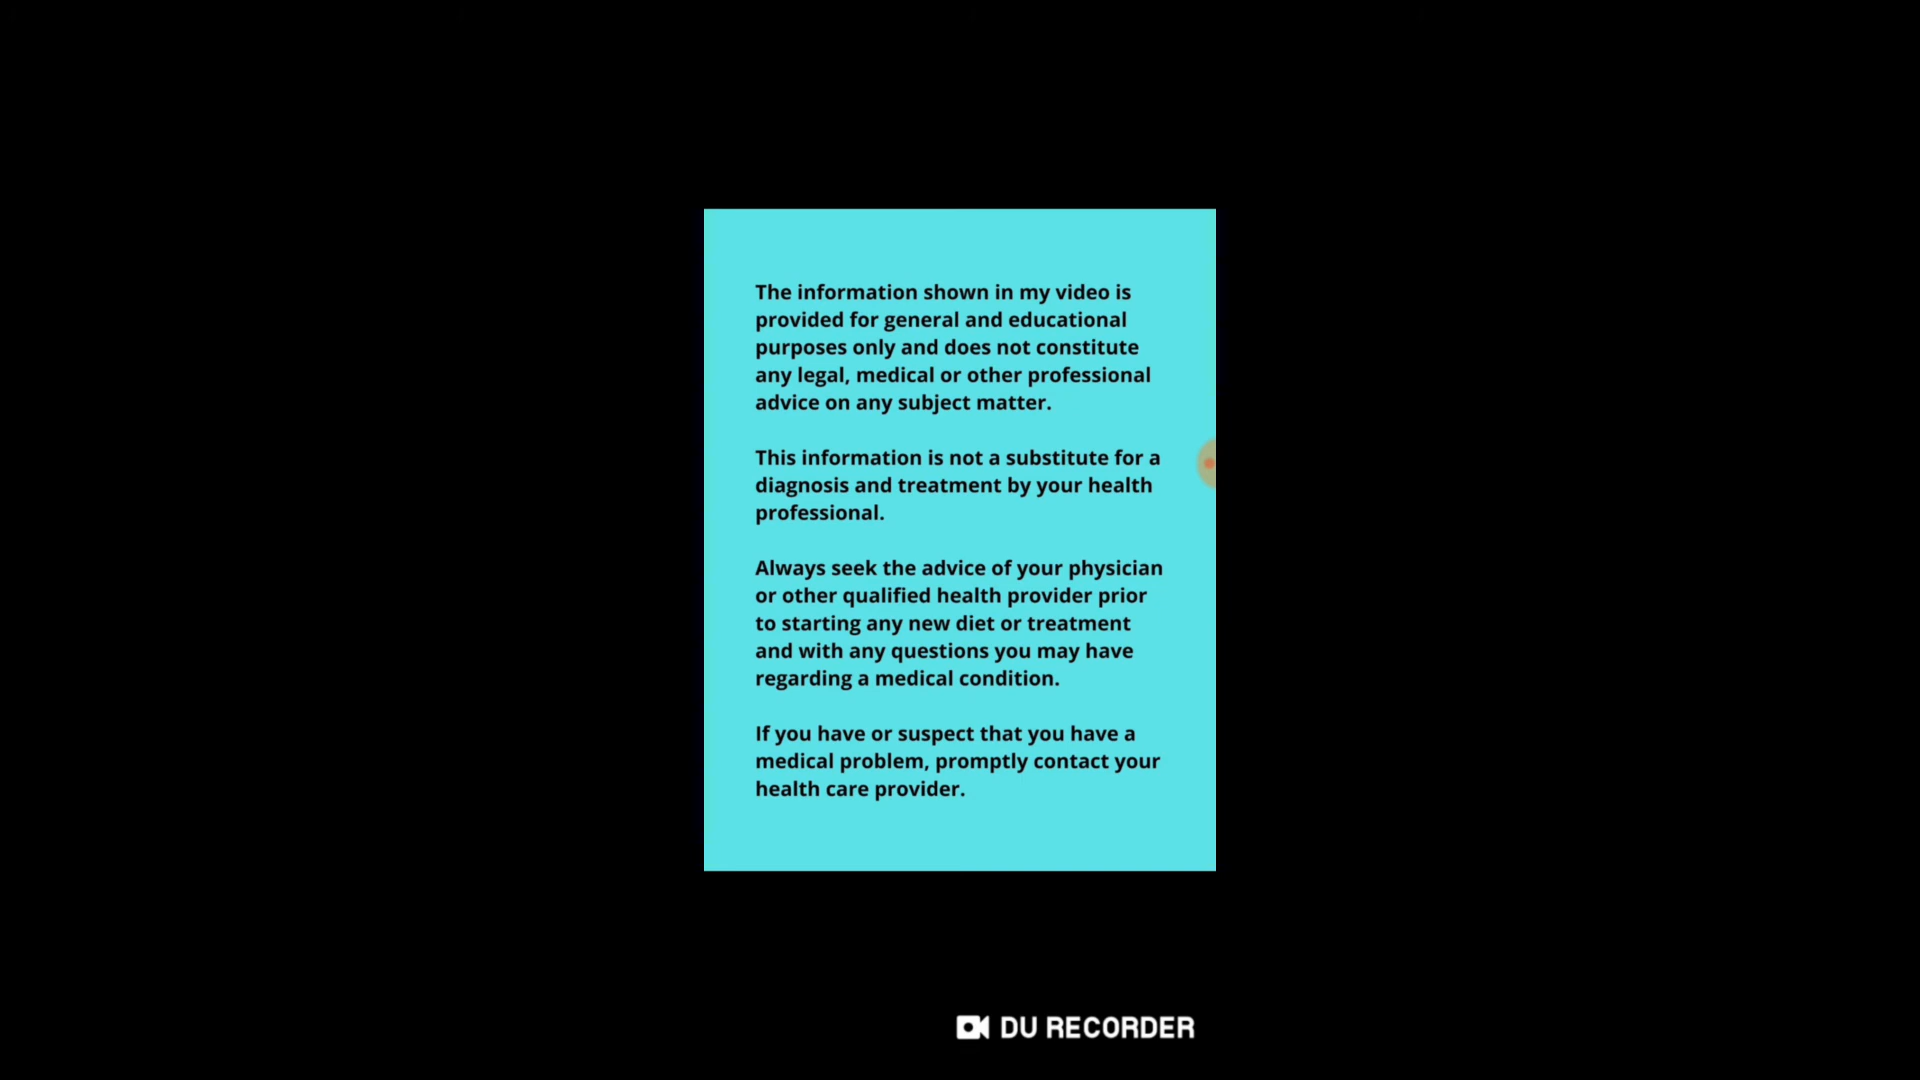 The information shown in my video is
provided for general and educational
purposes only and does not constitute
any legal, medical or other professional
advice on any subject matter.
This information is not a substitute for a
diagnosis and treatment by your health
professional.
Always seek the advice of your physician
or other qualified health provider prior
to starting any new diet or treatment
and with any questions you may have
regarding a medical condition.
If you have or suspect that you have a
medical problem, promptly contact your
health care provider.
DU RECORDER